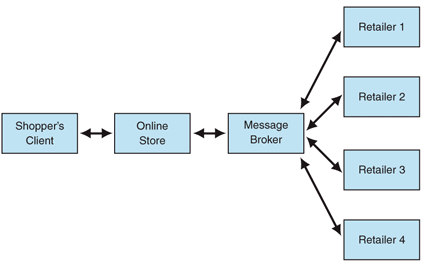 Shopper's
Client
Online
Store
Message
Broker
Retailer 1
Retailer 2
Retailer 3
Retailer 4